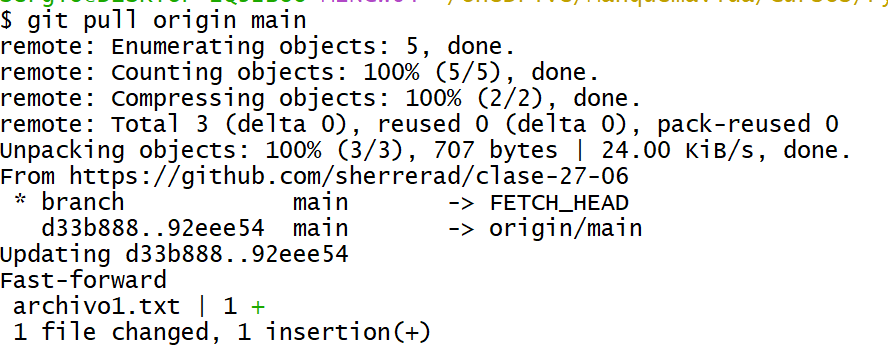 $ git pull origin main
remote: Enumerating objects: 5, done.
remote: Counting objects: 100% (5/5), done.
remote: Compressing objects: 100% (2/2), done.
remote: Total 3 (delta 0), reused 0 (delta 0), pack-reused 0
Unpacking objects: 100% (3/3), 707 bytes | 24.00 KiB/s, done.
From https://github.com/sherrerad/clase-27-06
 * branch            main       -> FETCH_HEAD
   d33b888..92eee54  main       -> origin/main
Updating d33b888..92eee54
Fast-forward
 archivo1.txt | 1 +
 1 file changed, 1 insertion(+)